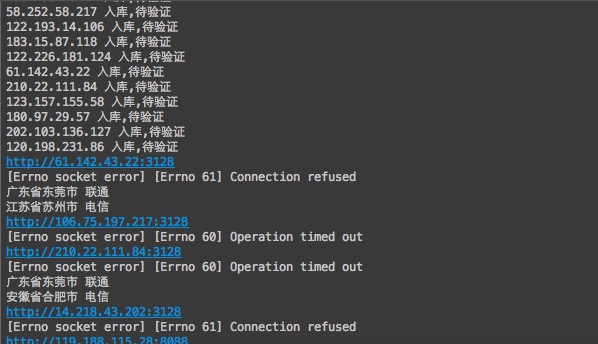 58.252.58.217 入库,待验证
122.193.14.106 入库,待验证
183.15.87.118 入库,待验证
122.226.181.124 入库,待验证
61.142.43.22 入库,待验证
210.22.111.84 入库,待验证
123.157.155.58 入库,待验证
180.97.29.57 入库,待验证
202.103.136.127 入库,待验证
120.198.231.86 入库,待验证
http://61.142.43.22:3128
[Errno socket error] [Errno 61] Connection refused
广东省东莞市 联通
江苏省苏州市 电信
http://106.75.197.217:3128
[Errno socket error] [Errno 60] Operation timed out
http://210.22.111.84:3128
[Errno socket error] [Errno 60] Operation timed out
广东省东莞市 联通
安徽省合肥市 电信
http://14.218.43.202:3128
[Errno socket error] [Errno 61] Connection refused
http://119.188.115.28:8088